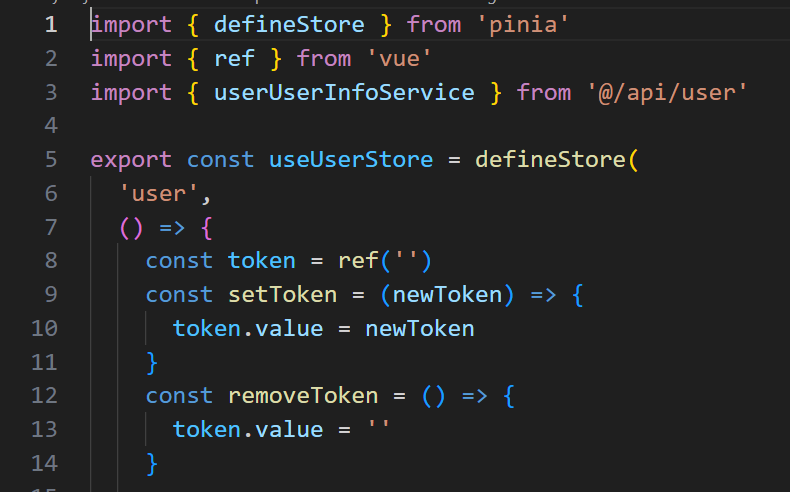 1 import { defineStore } from 'pinia'
2 import { ref } from 'vue'
3 import { userUserInfoService } from '@/api/user'
4
5 export const useUserStore = defineStore(
6 'user',
7 () => {
8 const token = ref('')
9 const setToken = (newToken) => {
10 token.value = newToken
11 }
12 const removeToken = () => {
13 token.value = ''
14 }